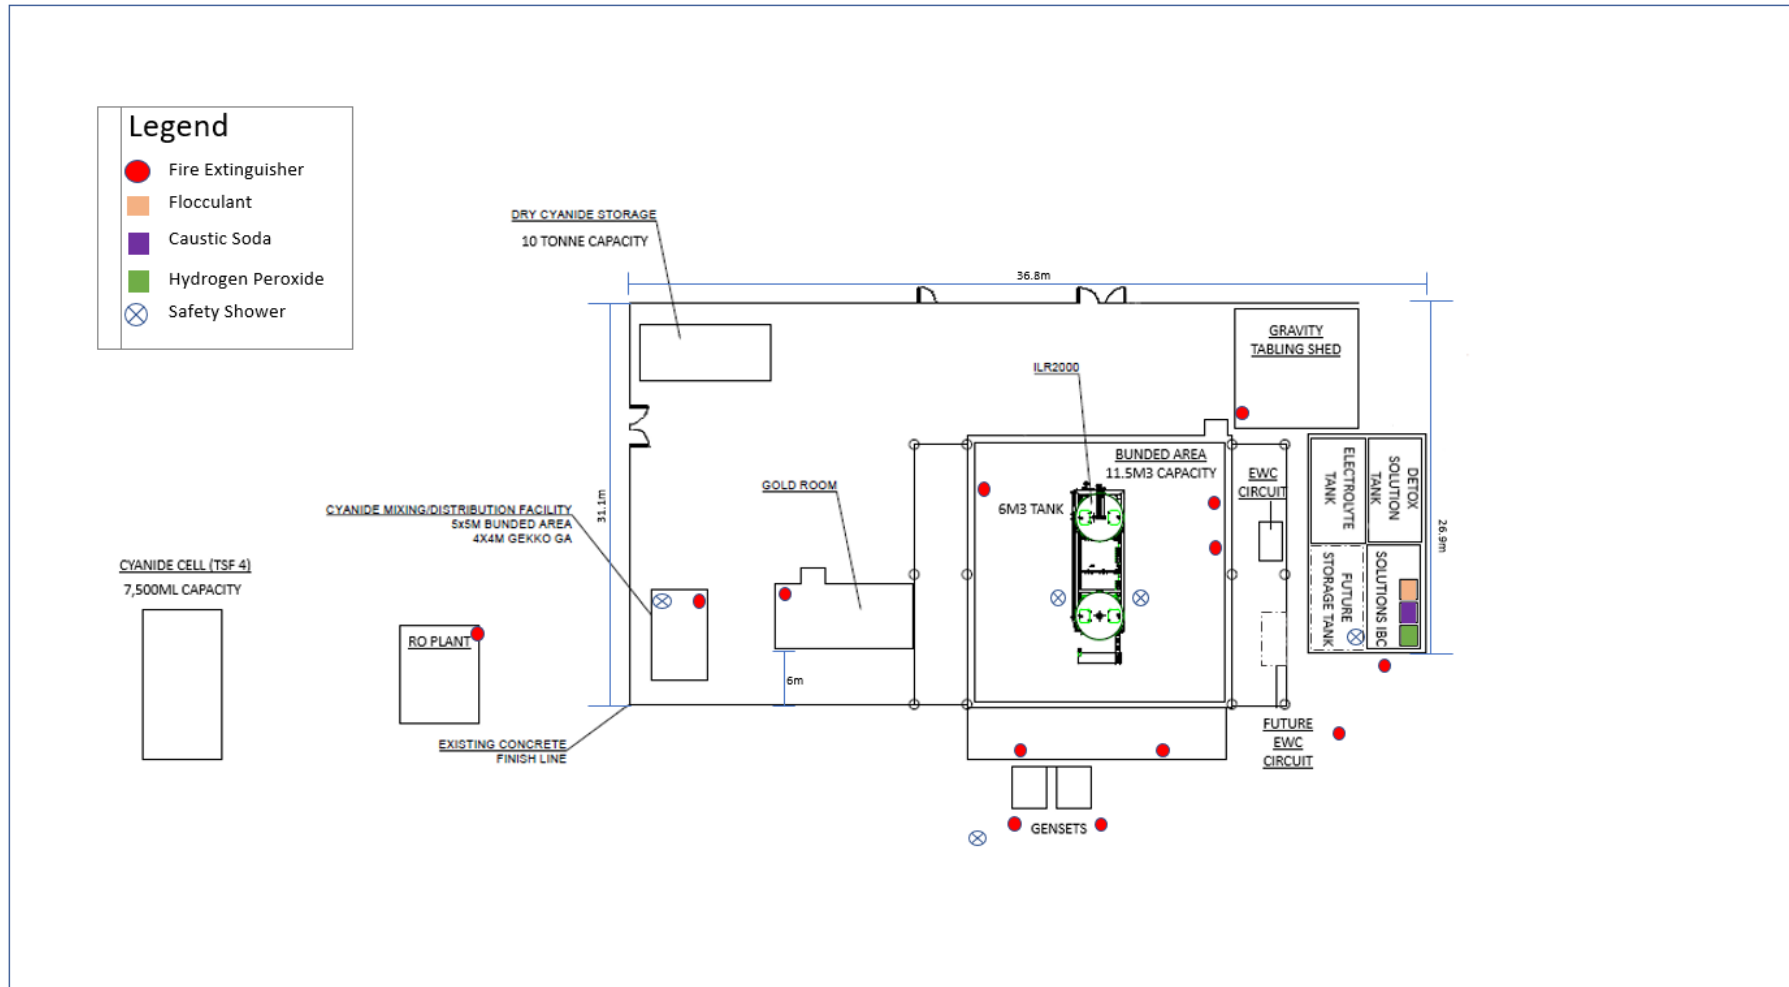 Legend
Fire Extinguisher
Flocculant
Caustic Soda
Hydrogen Peroxide
Safety Shower
DRY CYANIDE STORAGE
10 TONNE CAPACITY
36.8m
GRAVITY
TABLING SHED
ILR2000
BUNDED AREA
11.5M3 CAPACITY
6M3 TANK
EWC
CIRCUIT
ELECTROLYTE
TANK
DETOX
SOLUTION
TANK
GOLD ROOM
31.1m
26.9m
CYANIDE MIXING/DISTRIBUTION FACILITY
5x5M BUNDED AREA
4X4M GEKKO GA
CYANIDE CELL (TSF 4)
7,500ML CAPACITY
FUTURE
STORAGE TANK
SOLUTIONS IBC
RO PLANT
6m
EXISTING CONCRETE
FINISH LINE
FUTURE
EWC
CIRCUIT
GENSETS